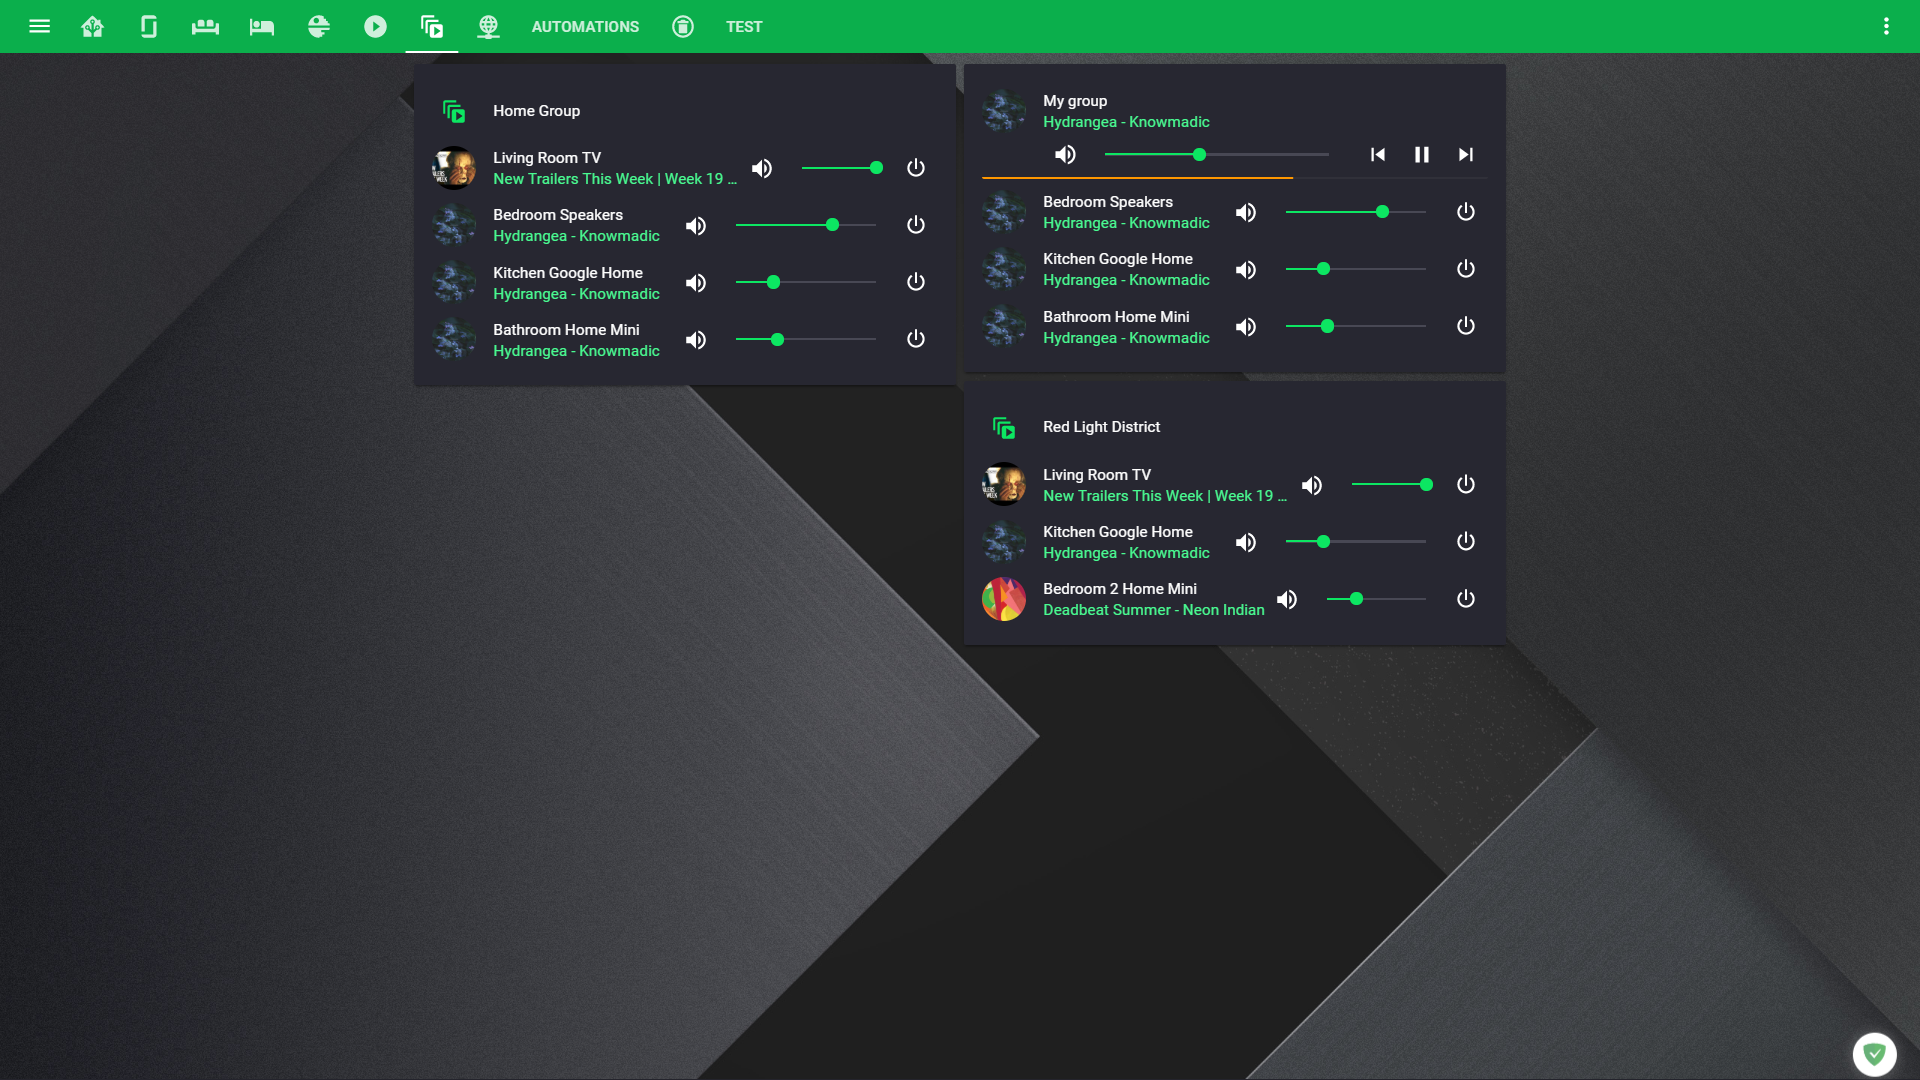 AUTOMATIONS
TEST
Home Group
Living Room TV
New Trailers This Week | Week 19 ...
Bedroom Speakers
Hydrangea - Knowmadic
Kitchen Google Home
Hydrangea - Knowmadic
Bathroom Home Mini
Hydrangea - Knowmadic
My group
Hydrangea - Knowmadic
Bedroom Speakers
Hydrangea - Knowmadic
Kitchen Google Home
Hydrangea - Knowmadic
Bathroom Home Mini
Hydrangea - Knowmadic
Red Light District
Living Room TV
New Trailers This Week | Week 19 ...
Kitchen Google Home
Hydrangea - Knowmadic
Bedroom 2 Home Mini
Deadbeat Summer - Neon Indian